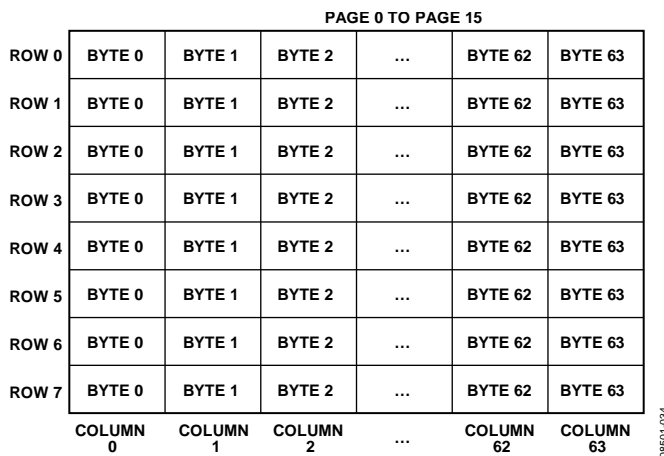 PAGE 0 TO PAGE 15
ROW 0 BYTE 0 BYTE 1 BYTE 2 … BYTE 62 BYTE 63
ROW 1 BYTE 0 BYTE 1 BYTE 2 … BYTE 62 BYTE 63
ROW 2 BYTE 0 BYTE 1 BYTE 2 … BYTE 62 BYTE 63
ROW 3 BYTE 0 BYTE 1 BYTE 2 … BYTE 62 BYTE 63
ROW 4 BYTE 0 BYTE 1 BYTE 2 … BYTE 62 BYTE 63
ROW 5 BYTE 0 BYTE 1 BYTE 2 … BYTE 62 BYTE 63
ROW 6 BYTE 0 BYTE 1 BYTE 2 … BYTE 62 BYTE 63
ROW 7 BYTE 0 BYTE 1 BYTE 2 … BYTE 62 BYTE 63
COLUMN COLUMN COLUMN … COLUMN COLUMN
0 1 2 62 63